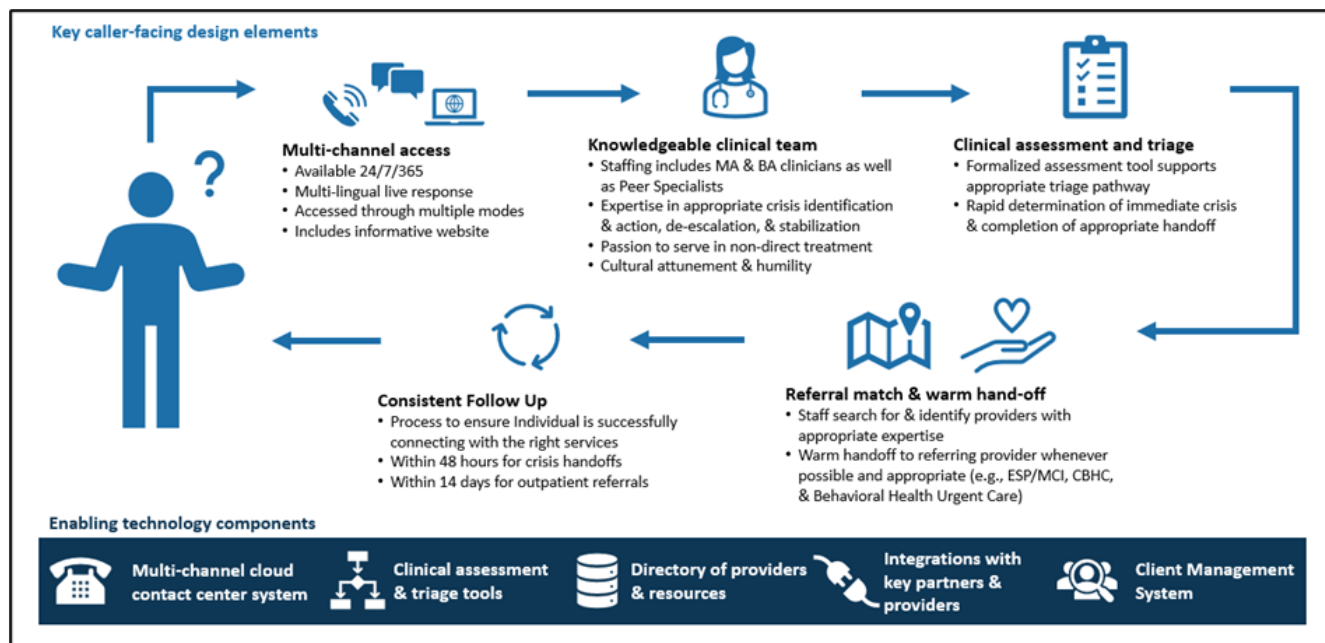 Key caller-facing design elements
?
Multi-channel access
• Available 24/7/365
• Multi-lingual live response
• Accessed through multiple modes
• Includes informative website
Knowledgeable clinical team
• Staffing includes MA & BA clinicians as well
as Peer Specialists
• Expertise in appropriate crisis identification
& action, de-escalation, & stabilization
• Passion to serve in non-direct treatment
• Cultural attunement & humility
Clinical assessment and triage
• Formalized assessment tool supports
appropriate triage pathway
• Rapid determination of immediate crisis
& completion of appropriate handoff
Referral match & warm hand-off
• Staff search for & identify providers with
appropriate expertise
• Warm handoff to referring provider whenever
possible and appropriate (e.g., ESP/MCI, CBHC,
& Behavioral Health Urgent Care)
Consistent Follow Up
• Process to ensure Individual is successfully
connecting with the right services
• Within 48 hours for crisis handoffs
• Within 14 days for outpatient referrals
Enabling technology components
Multi-channel cloud
contact center system
Clinical assessment
& triage tools
Directory of providers
& resources
Integrations with
key partners &
providers
Client Management
System